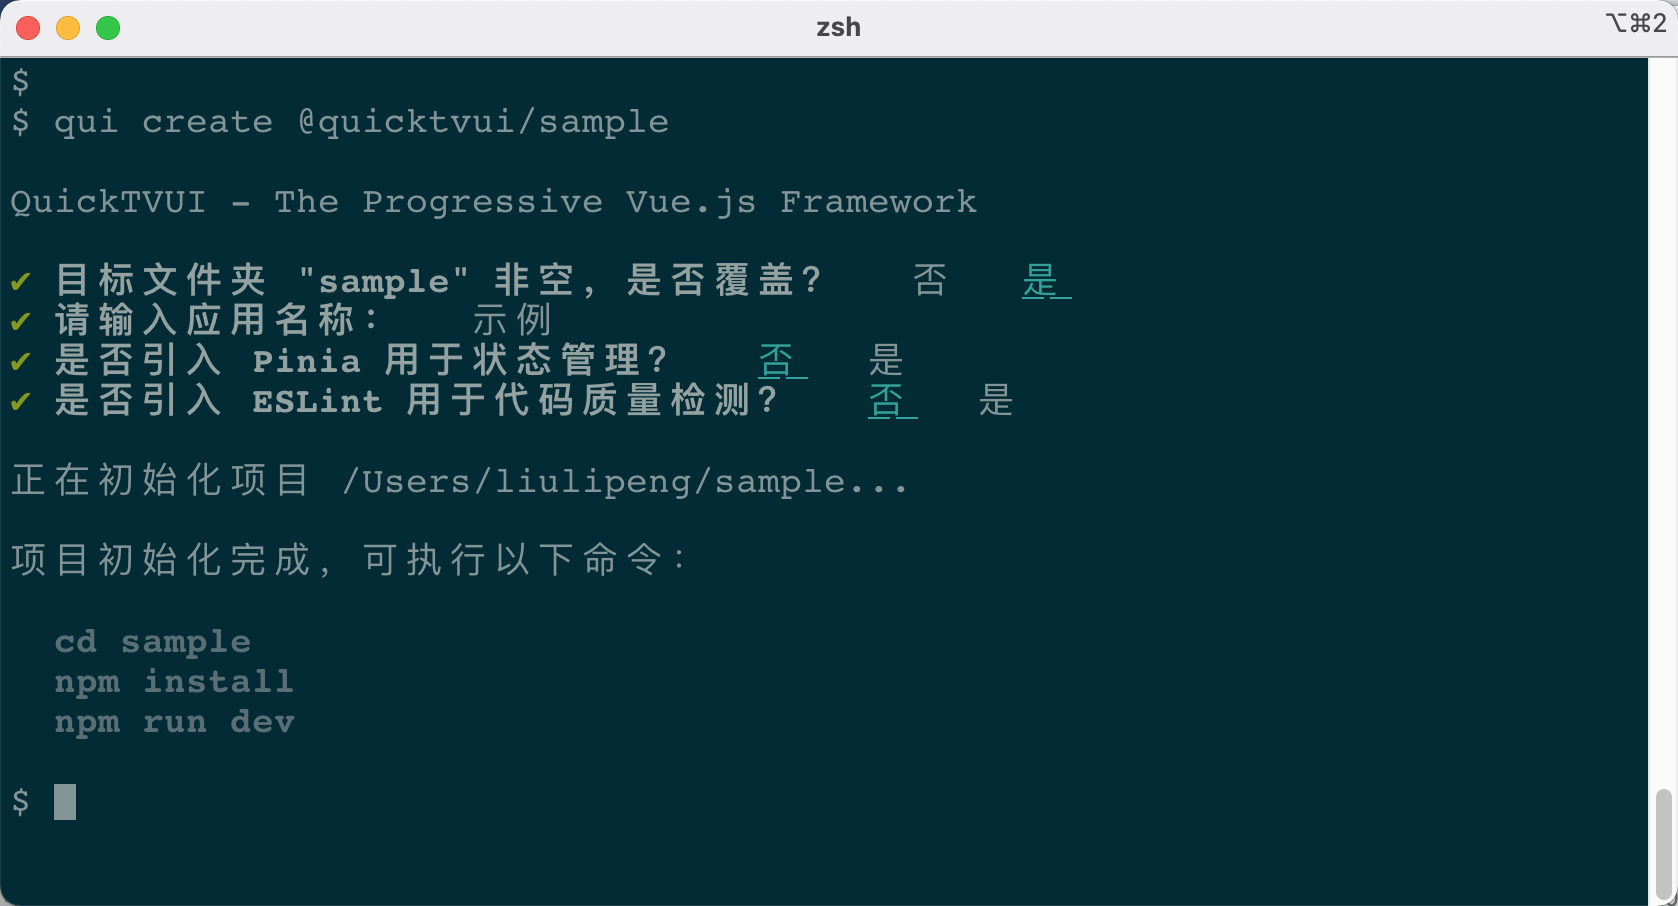 zsh
⌥⌘2
$
$ qui create @quicktvui/sample
QuickTVUI - The Progressive Vue.js Framework
✔ 目标文件夹 "sample" 非空, 是否覆盖? 否 是
✔ 请输入应用名称: 示例
✔ 是否引入 Pinia 用于状态管理? 否 是
✔ 是否引入 ESLint 用于代码质量检测? 否 是
正在初始化项目 /Users/liulipeng/sample...
项目初始化完成, 可执行以下命令:
cd sample
npm install
npm run dev
$